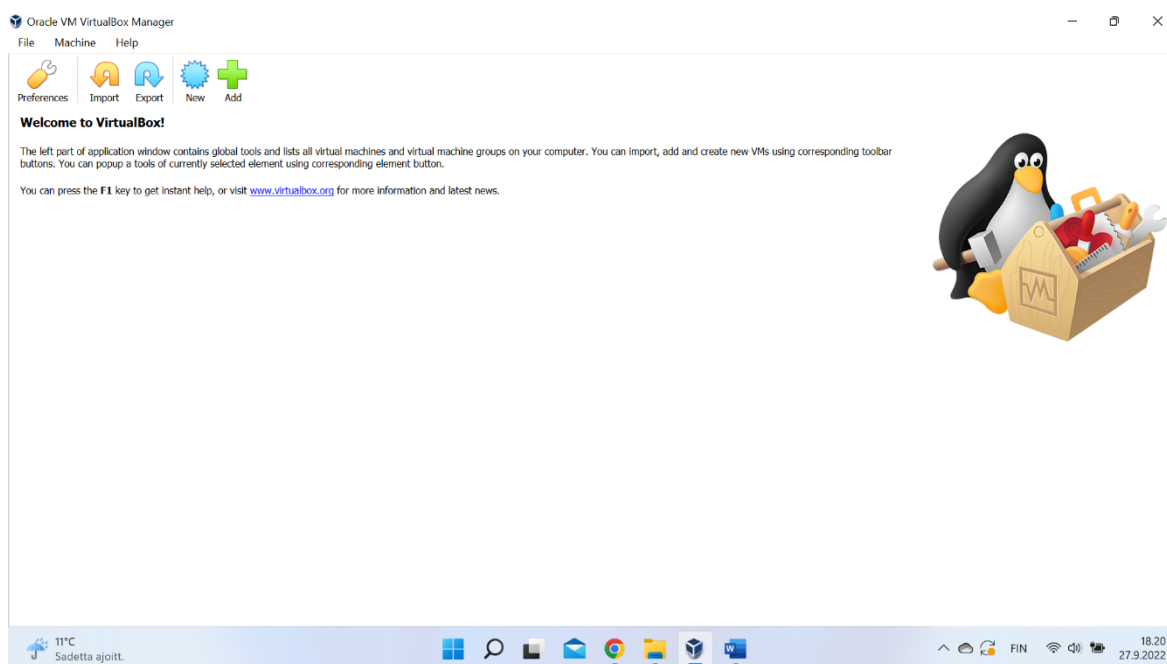 Oracle VM VirtualBox Manager
File Machine Help
Preferences Import Export New Add
Welcome to VirtualBox!
The left part of application window contains global tools and lists all virtual machines and virtual machine groups on your computer. You can import, add and create new VMs using corresponding toolbar
buttons. You can popup a tools of currently selected element using corresponding element button.
You can press the F1 key to get instant help, or visit www.virtualbox.org for more information and latest news.
11°C
Sadetta ajoitt.
FIN
18.20
27.9.2022